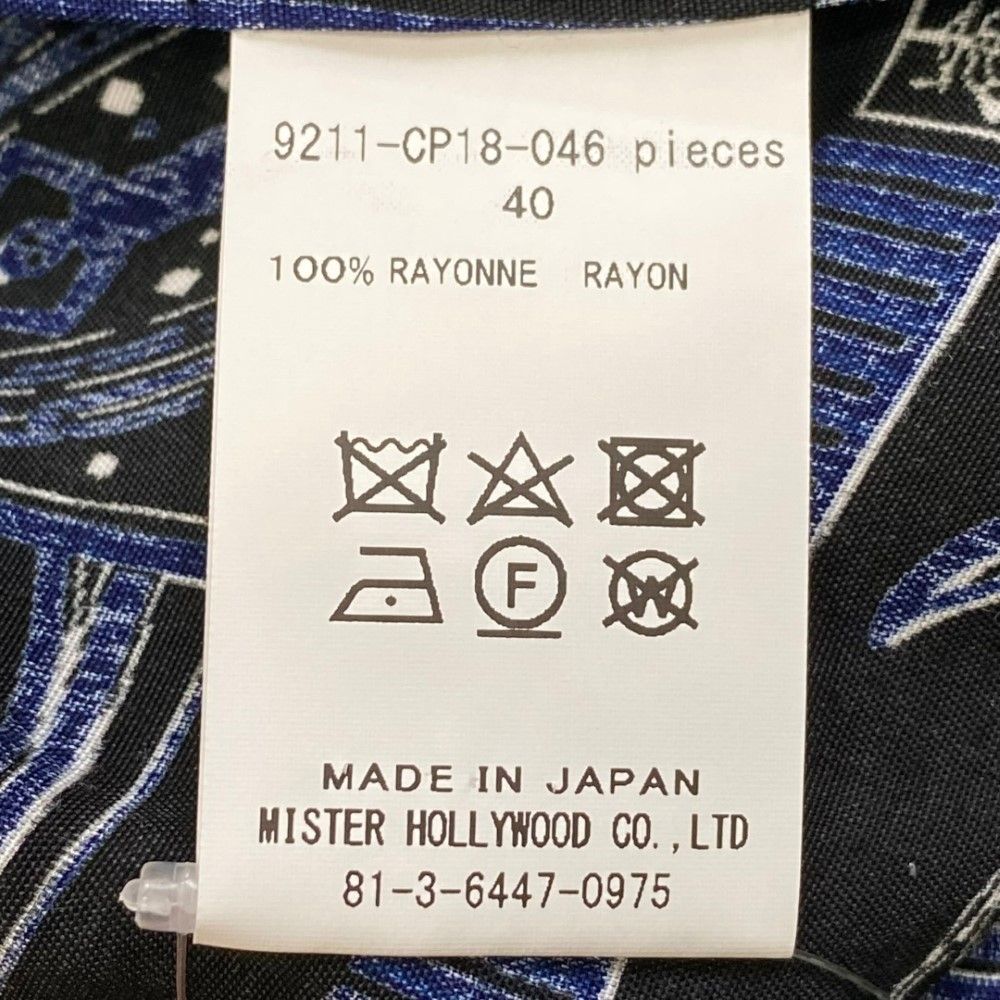 9211-CP18-046 pieces
40
100% RAYONNE RAYON
F
W
MADE IN JAPAN
MISTER HOLLYWOOD CO.,LTD
81-3-6447-0975